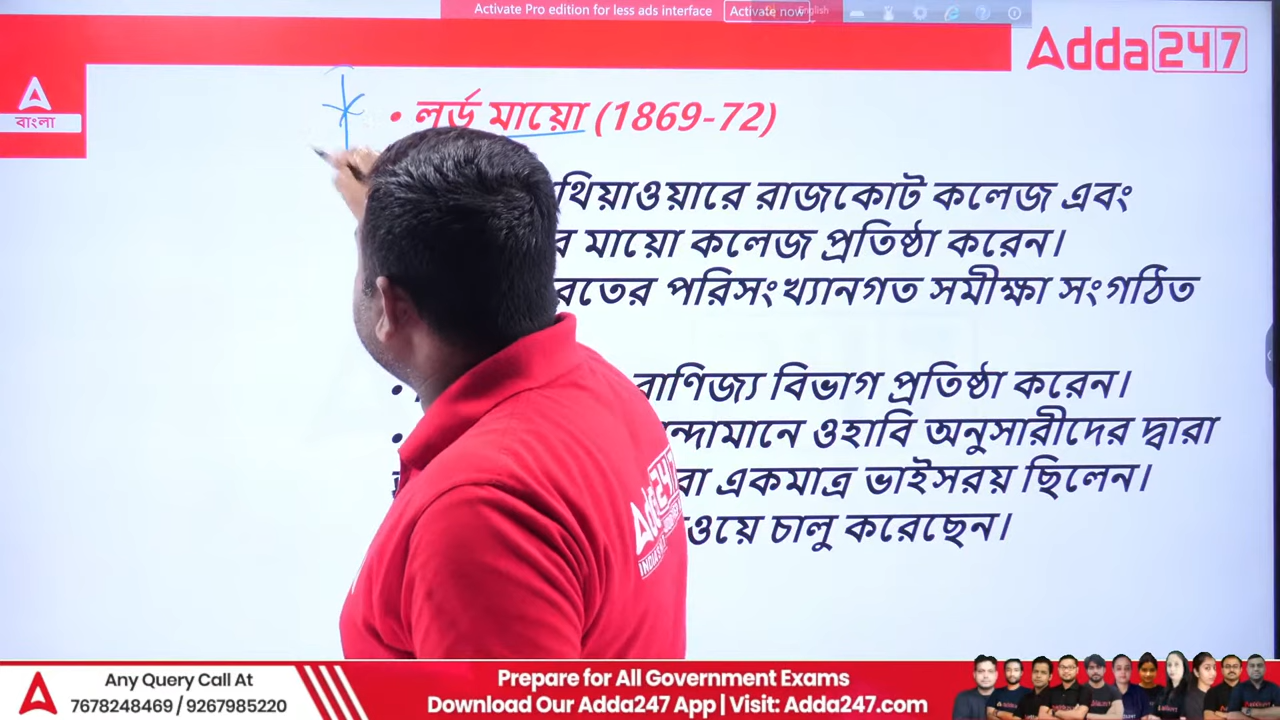 Activate Pro edition for less ads interface Activate now English
Adda247
বাংলা
• লর্ড মায়ো (1869-72)
থিয়াওয়ারে রাজকোট কলেজ এবং
র মায়ো কলেজ প্রতিষ্ঠা করেন।
রতের পরিসংখ্যানগত সমীক্ষা সংগঠিত
বাণিজ্য বিভাগ প্রতিষ্ঠা করেন।
ন্দামানে ওহাবি অনুসারীদের দ্বারা
রা একমাত্র ভাইসরয় ছিলেন।
ওয়ে চালু করেছেন।
Adda247
Any Query Call At
7678248469 / 9267985220
Prepare for All Government Exams
Download Our Adda247 App | Visit: Adda247.com